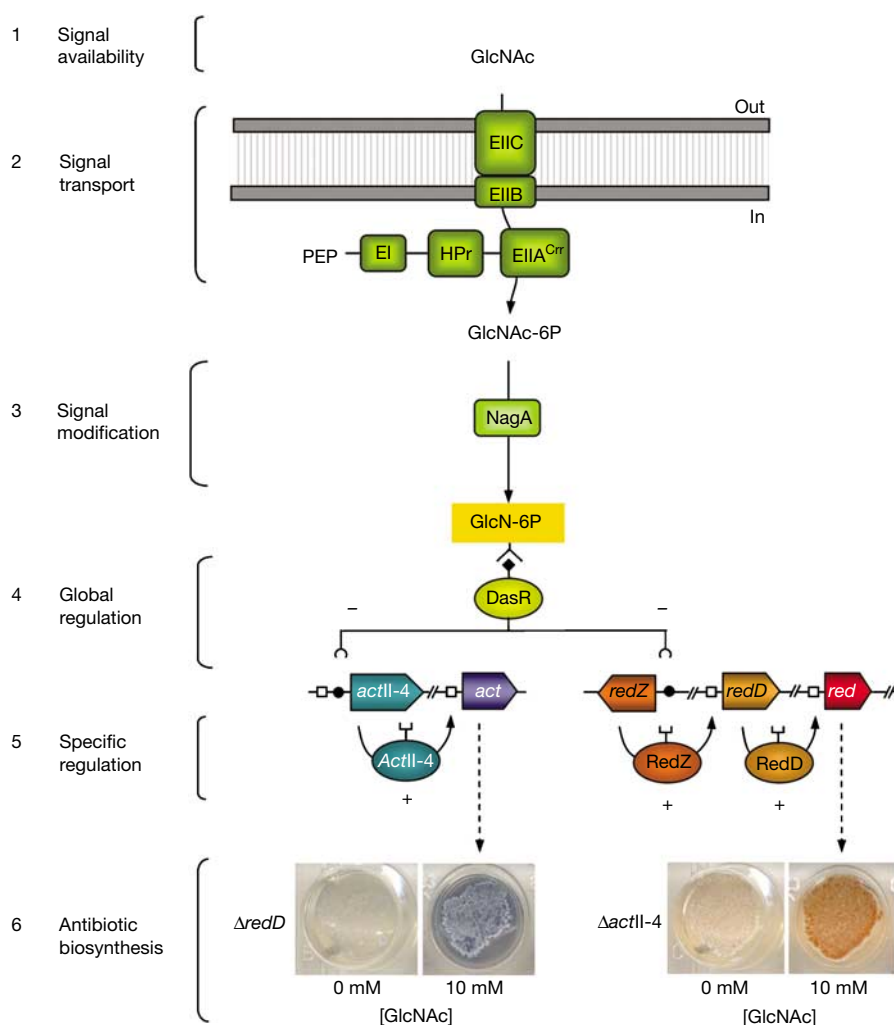 1 Signal
availability
GlcNAc
Out
EIIC
2 Signal
transport
EIIB
In
PEP EI HPr EIIACrr
GlcNAc-6P
3 Signal
modification
NagA
GlcN-6P
4 Global
regulation
DasR
– –
actII-4 // act redZ // redD // red //
5 Specific
regulation
ActII-4 RedZ RedD
+ + +
6 Antibiotic
biosynthesis
ΔredD ΔactII-4
0 mM 10 mM 0 mM 10 mM
[GlcNAc] [GlcNAc]